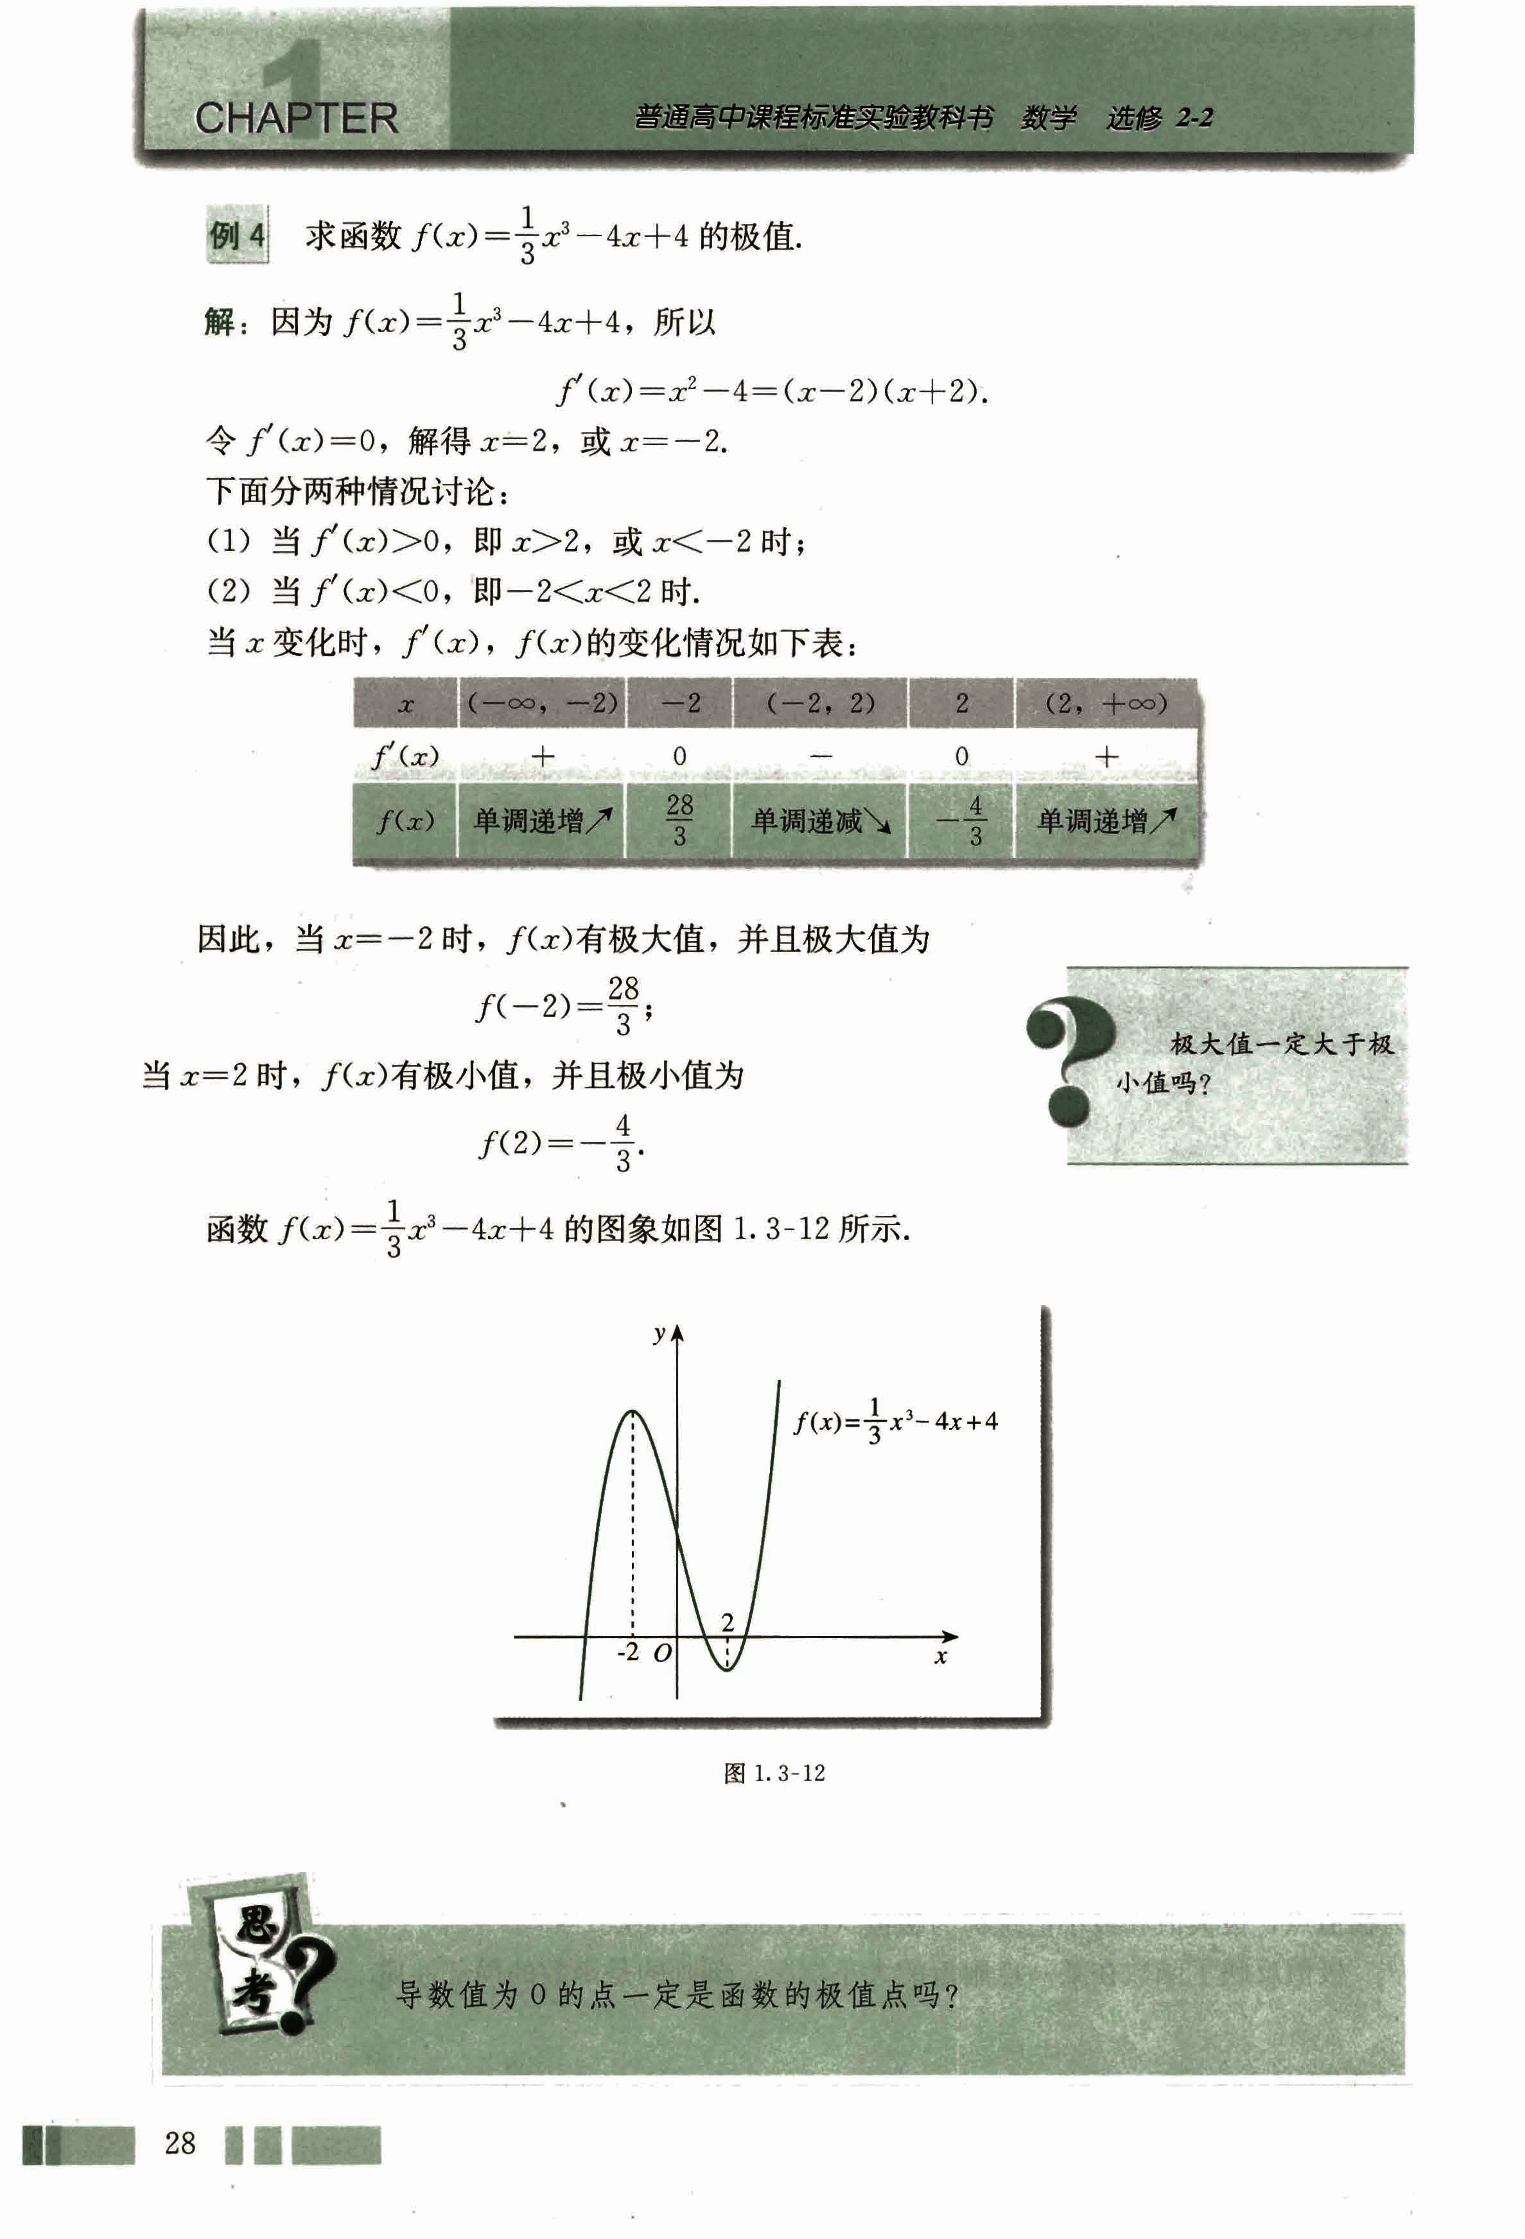 1
CHAPTER
普通高中课程标准实验教科书 数学 选修 2-2
例 4 求函数 f(x)=\frac{1}{3}x³-4x+4 的极值.
解：因为 f(x)=\frac{1}{3}x³-4x+4，所以
f′(x)=x²-4=(x-2)(x+2).
令 f′(x)=0，解得 x=2，或 x=-2.
下面分两种情况讨论：
(1) 当 f′(x)>0，即 x>2，或 x<-2 时；
(2) 当 f′(x)<0，即-2<x<2 时.
当 x 变化时，f′(x)，f(x)的变化情况如下表：
x (-∞，-2) -2 (-2，2) 2 (2，+∞)
f′(x) + 0 - 0 +
f(x) 单调递增↗ \frac{28}{3} 单调递减↘ -\frac{4}{3} 单调递增↗
因此，当 x=-2 时，f(x)有极大值，并且极大值为
f(-2)=\frac{28}{3}；
当 x=2 时，f(x)有极小值，并且极小值为
f(2)=-\frac{4}{3}.
极大值一定大于极
小值吗？
函数 f(x)=\frac{1}{3}x³-4x+4 的图象如图 1.3-12 所示.
y
f(x)=\frac{1}{3}x³-4x+4
2
-2 O
x
图 1.3-12
思
考
?
导数值为 0 的点一定是函数的极值点吗？
28